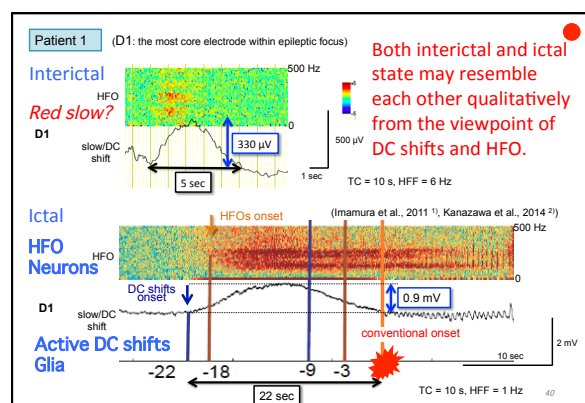 Patient 1
(D1: the most core electrode within epileptic focus)
Interictal
500 Hz
HFO
Red slow?
0
D1
slow/DC
shift
330 μV
5 sec
1 sec
500 μV
TC = 10 s, HFF = 6 Hz
Both interictal and ictal
state may resemble
each other qualitatively
from the viewpoint of
DC shifts and HFO.
Ictal
HFOs onset
(Imamura et al., 2011 1), Kanazawa et al., 2014 2))
500 Hz
HFO
Neurons
HFO
DC shifts
onset
0
D1
slow/DC
shift
0.9 mV
conventional onset
Active DC shifts
Glia
2 mV
10 sec
-22 -18 -9 -3
22 sec
TC = 10 s, HFF = 1 Hz
40